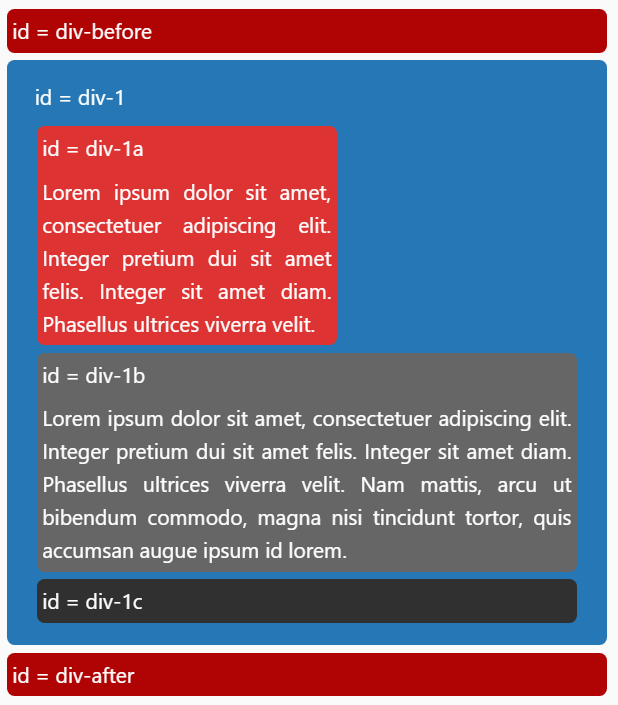 id = div-before
id = div-1
id = div-1a
Lorem ipsum dolor sit amet,
consectetuer adipiscing elit.
Integer pretium dui sit amet
felis. Integer sit amet diam.
Phasellus ultrices viverra velit.
id = div-1b
Lorem ipsum dolor sit amet, consectetuer adipiscing elit.
Integer pretium dui sit amet felis. Integer sit amet diam.
Phasellus ultrices viverra velit. Nam mattis, arcu ut
bibendum commodo, magna nisi tincidunt tortor, quis
accumsan augue ipsum id lorem.
id = div-1c
id = div-after